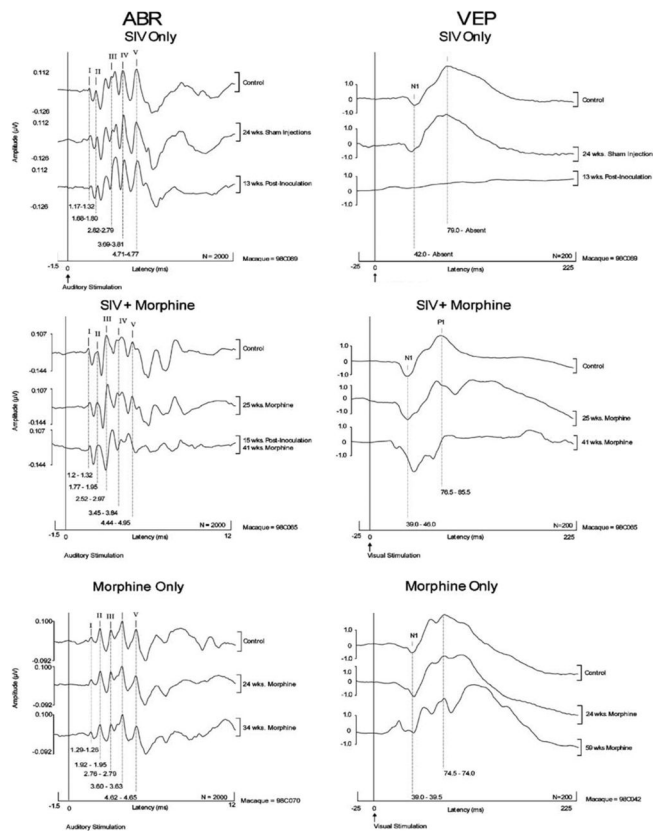 ABR
SIV Only
0.112
-0.126
0.112
-0.126
0.112
-0.126
Amplitude (µV)
I
II
III
IV
V
Control
24 wks. Sham Injections
13 wks. Post-Inoculation
1.17-1.32
1.68-1.80
2.82-2.79
3.69-3.81
4.71-4.77
N = 2000
-1.5
0
Latency (ms)
12
Macaque = 98C089
Auditory Stimulation
VEP
SIV Only
1.0
0
-1.0
1.0
0
-1.0
1.0
0
-1.0
N1
Control
24 wks. Sham Injection
13 wks. Post-Inoculation
79.0 - Absent
42.0 - Absent
N=200
-25
0
Latency (ms)
225
Macaque = 98C089
SIV + Morphine
0.107
-0.144
0.107
-0.144
0.107
-0.144
Amplitude (µV)
I
II
III
IV
V
Control
25 wks. Morphine
15 wks. Post-Inoculation
41 wks. Morphine
1.2 - 1.32
1.77 - 1.95
2.52 - 2.97
3.45 - 3.84
4.44 - 4.95
N = 2000
-1.5
0
Latency (ms)
12
Macaque = 98C065
Auditory Stimulation
SIV + Morphine
1.0
0
-1.0
1.0
0
-1.0
1.0
0
-1.0
N1
P1
Control
25 wks. Morphine
41 wks. Morphine
76.5 - 85.5
39.0 - 46.0
N=200
-25
0
Latency (ms)
225
Macaque = 98C065
Visual Stimulation
Morphine Only
0.100
-0.092
0.100
-0.092
0.100
-0.092
Amplitude (µV)
I
II
III
V
Control
24 wks. Morphine
34 wks. Morphine
1.29-1.26
1.92 - 1.95
2.76 - 2.79
3.60 - 3.63
4.62 - 4.65
N = 2000
-1.5
0
Latency (ms)
12
Macaque = 98C070
Auditory Stimulation
Morphine Only
1.0
0
-1.0
1.0
0
-1.0
1.0
0
-1.0
N1
Control
24 wks. Morphine
59 wks Morphine
74.5 - 74.0
39.0 - 39.5
N=200
-25
0
Latency (ms)
225
Macaque = 98C042
Visual Stimulation